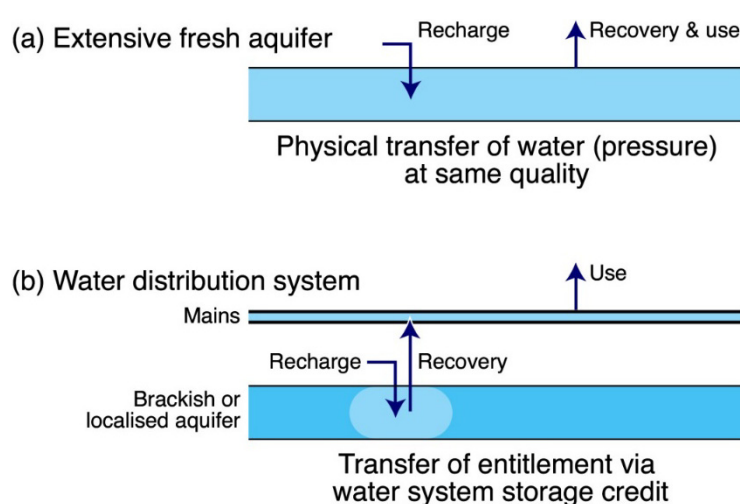 (a) Extensive fresh aquifer
Recharge
Recovery & use
Physical transfer of water (pressure)
at same quality
(b) Water distribution system
Use
Mains
Recharge
Recovery
Brackish or
localised aquifer
Transfer of entitlement via
water system storage credit